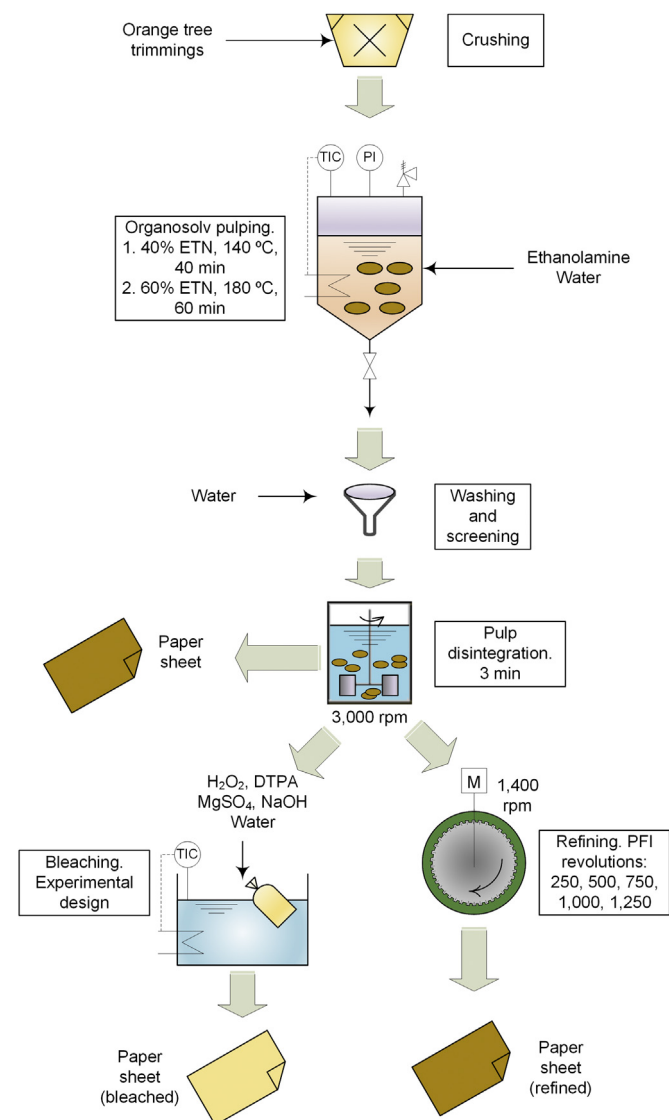 Orange tree
trimmings
Crushing
TIC
PI
Organosolv pulping.
1. 40% ETN, 140 ºC,
40 min
2. 60% ETN, 180 ºC,
60 min
Ethanolamine
Water
Water
Washing
and
screening
Paper
sheet
Pulp
disintegration.
3 min
3,000 rpm
H₂O₂, DTPA
MgSO₄, NaOH
Water
M
1,400
rpm
TIC
Bleaching.
Experimental
design
Refining. PFI
revolutions:
250, 500, 750,
1,000, 1,250
Paper
sheet
(bleached)
Paper
sheet
(refined)